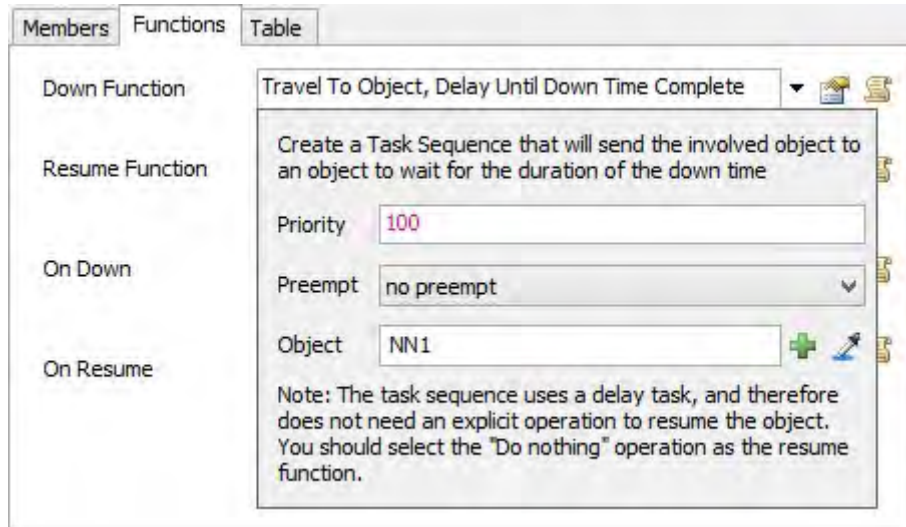 Members Functions Table
Down Function Travel To Object, Delay Until Down Time Complete
Create a Task Sequence that will send the involved object to
an object to wait for the duration of the down time
Resume Function
Priority 100
On Down
Preempt no preempt
Object NN1
On Resume
Note: The task sequence uses a delay task, and therefore
does not need an explicit operation to resume the object.
You should select the "Do nothing" operation as the resume
function.